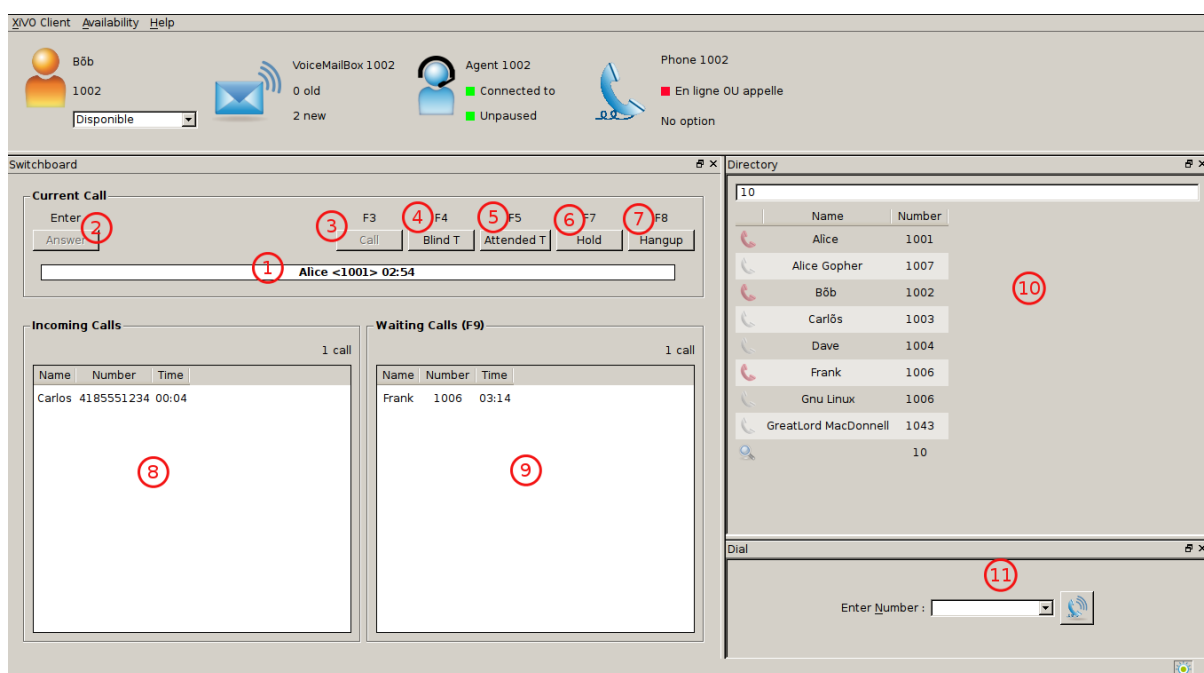 XiVO Client Availability Help
Bõb
1002
Disponible
VoiceMailBox 1002
0 old
2 new
Agent 1002
Connected to
Unpaused
Phone 1002
En ligne OU appelle
No option
Switchboard
Current Call
Enter F3 F4 F5 F7 F8
2 3 4 5 6 7
Answer Call Blind T Attended T Hold Hangup
1
Alice <1001> 02:54
Incoming Calls
1 call
Name Number Time
Carlos 4185551234 00:04
8
Waiting Calls (F9)
1 call
Name Number Time
Frank 1006 03:14
9
Directory
10
Name Number
Alice 1001
Alice Gopher 1007
Bõb 1002
Carlõs 1003
Dave 1004
Frank 1006
Gnu Linux 1006
GreatLord MacDonnell 1043
10
10
Dial
11
Enter Number :